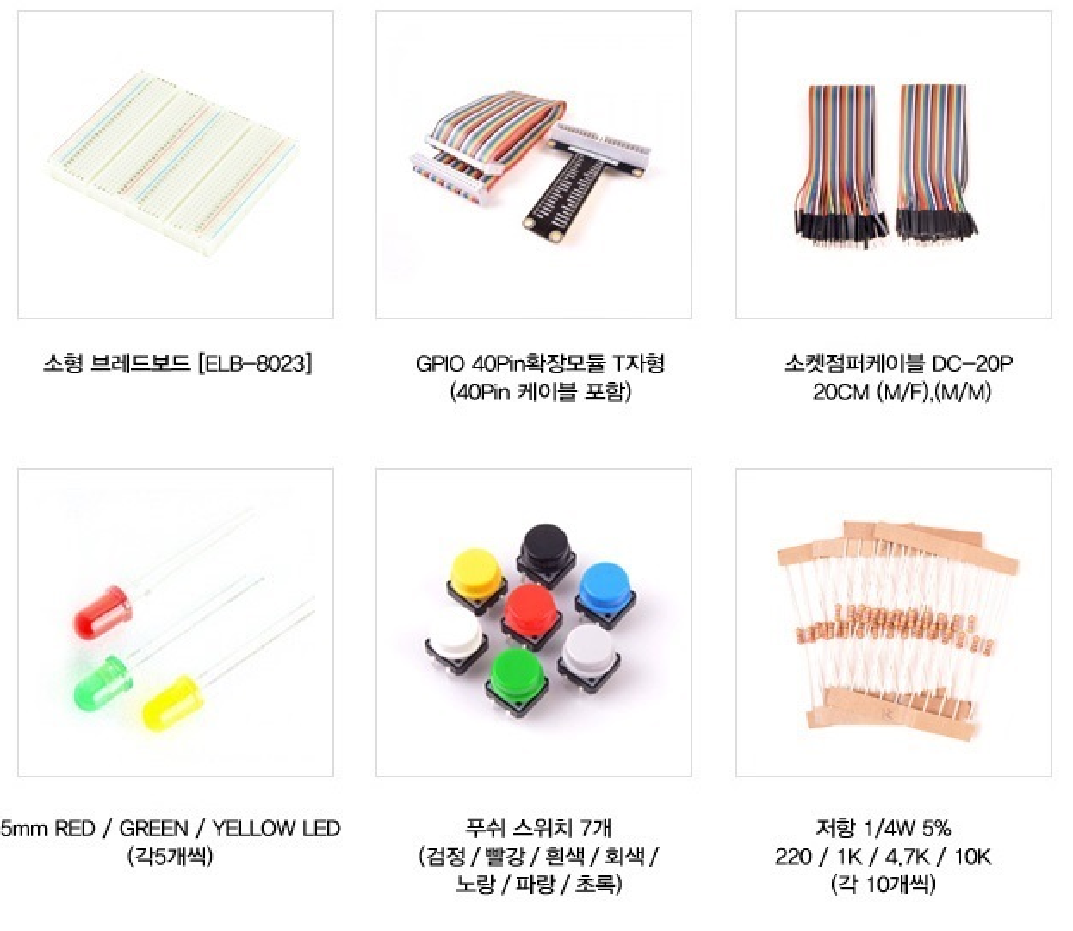 소형 브레드보드 [ELB-8023]
GPIO 40Pin확장모듈 T자형
(40Pin 케이블 포함)
소켓점퍼케이블 DC-20P
20CM (M/F),(M/M)
5mm RED / GREEN / YELLOW LED
(각5개씩)
푸쉬 스위치 7개
(검정 / 빨강 / 흰색 / 회색 /
노랑 / 파랑 / 초록)
저항 1/4W 5%
220 / 1K / 4.7K / 10K
(각 10개씩)